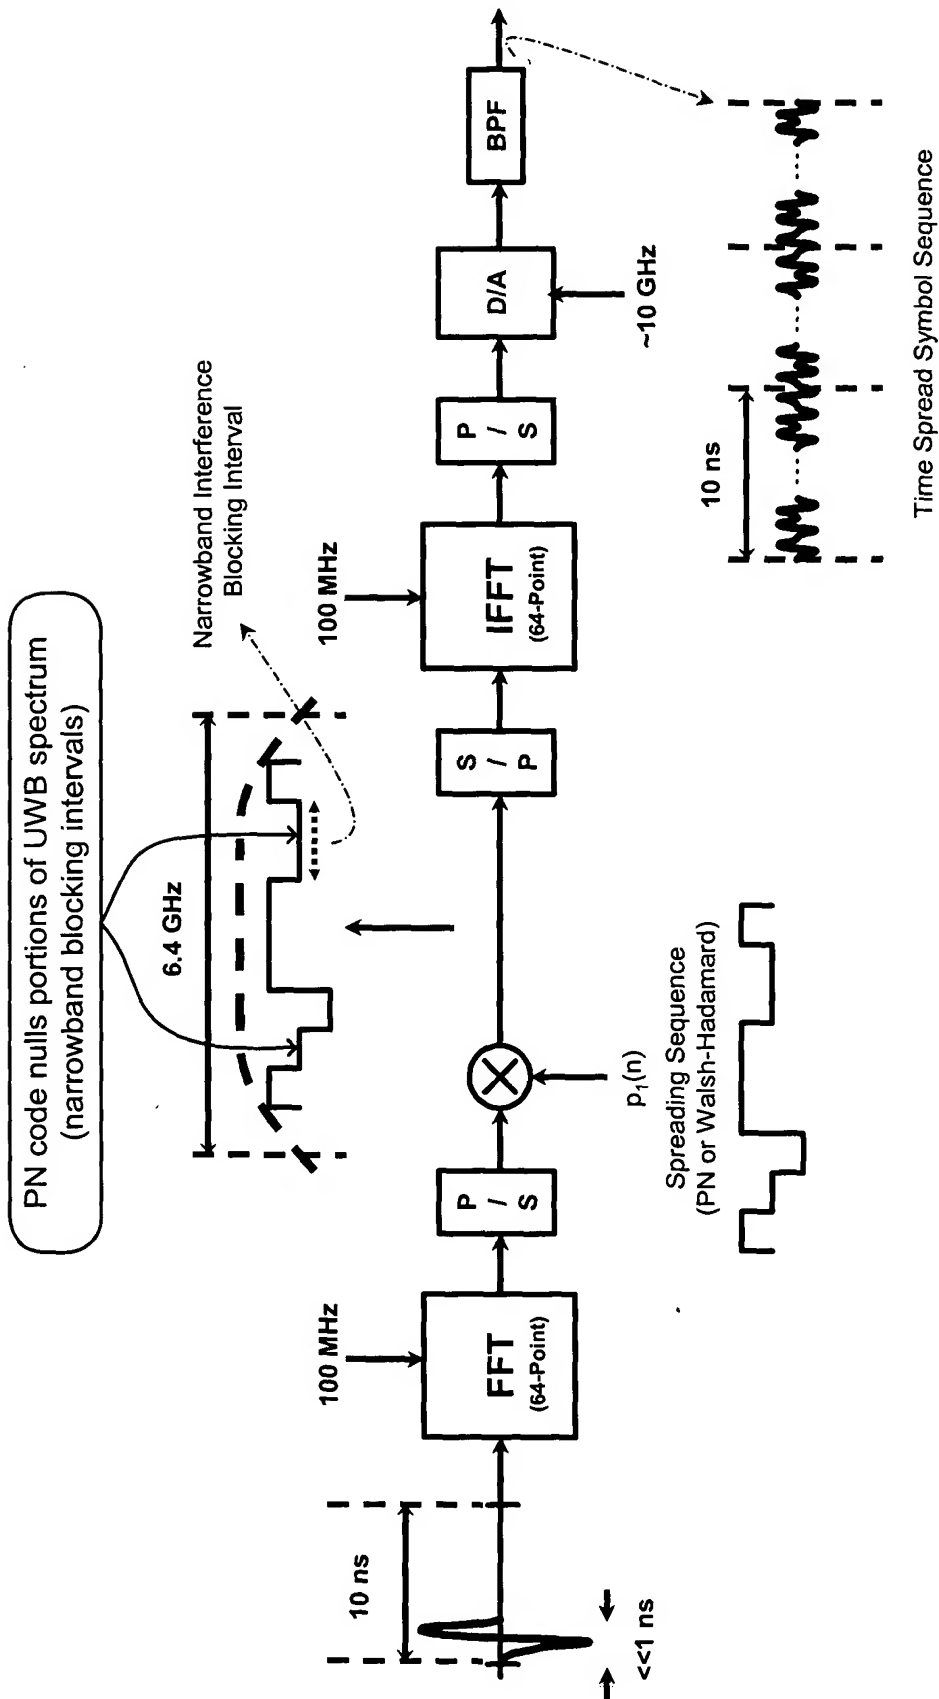 PN code nulls portions of UWB spectrum
(narrowband blocking intervals)
6.4 GHz
Narrowband Interference
Blocking Interval
10 ns
<<1 ns
100 MHz
FFT
(64-Point)
P / S
p₁(n)
Spreading Sequence
(PN or Walsh-Hadamard)
S / P
100 MHz
IFFT
(64-Point)
P / S
D/A
~10 GHz
BPF
10 ns
Time Spread Symbol Sequence